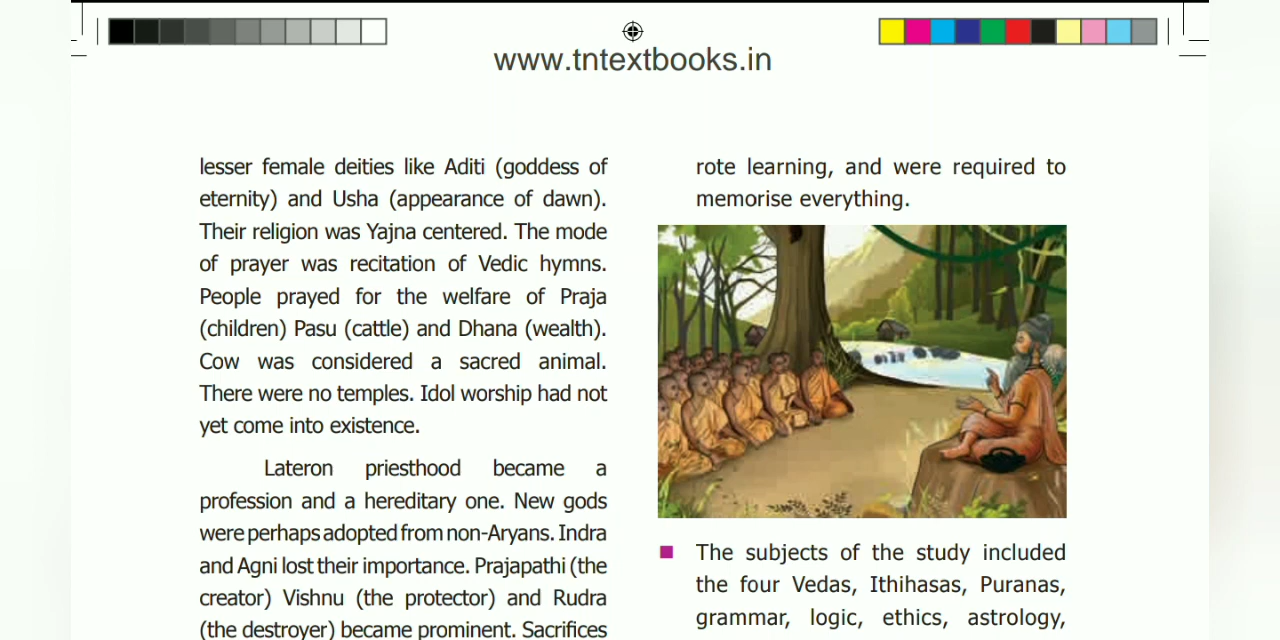 www.tntextbooks.in
lesser female deities like Aditi (goddess of
eternity) and Usha (appearance of dawn).
Their religion was Yajna centered. The mode
of prayer was recitation of Vedic hymns.
People prayed for the welfare of Praja
(children) Pasu (cattle) and Dhana (wealth).
Cow was considered a sacred animal.
There were no temples. Idol worship had not
yet come into existence.
Lateron priesthood became a
profession and a hereditary one. New gods
were perhaps adopted from non-Aryans. Indra
and Agni lost their importance. Prajapathi (the
creator) Vishnu (the protector) and Rudra
(the destroyer) became prominent. Sacrifices
rote learning, and were required to
memorise everything.
The subjects of the study included
the four Vedas, Ithihasas, Puranas,
grammar, logic, ethics, astrology,